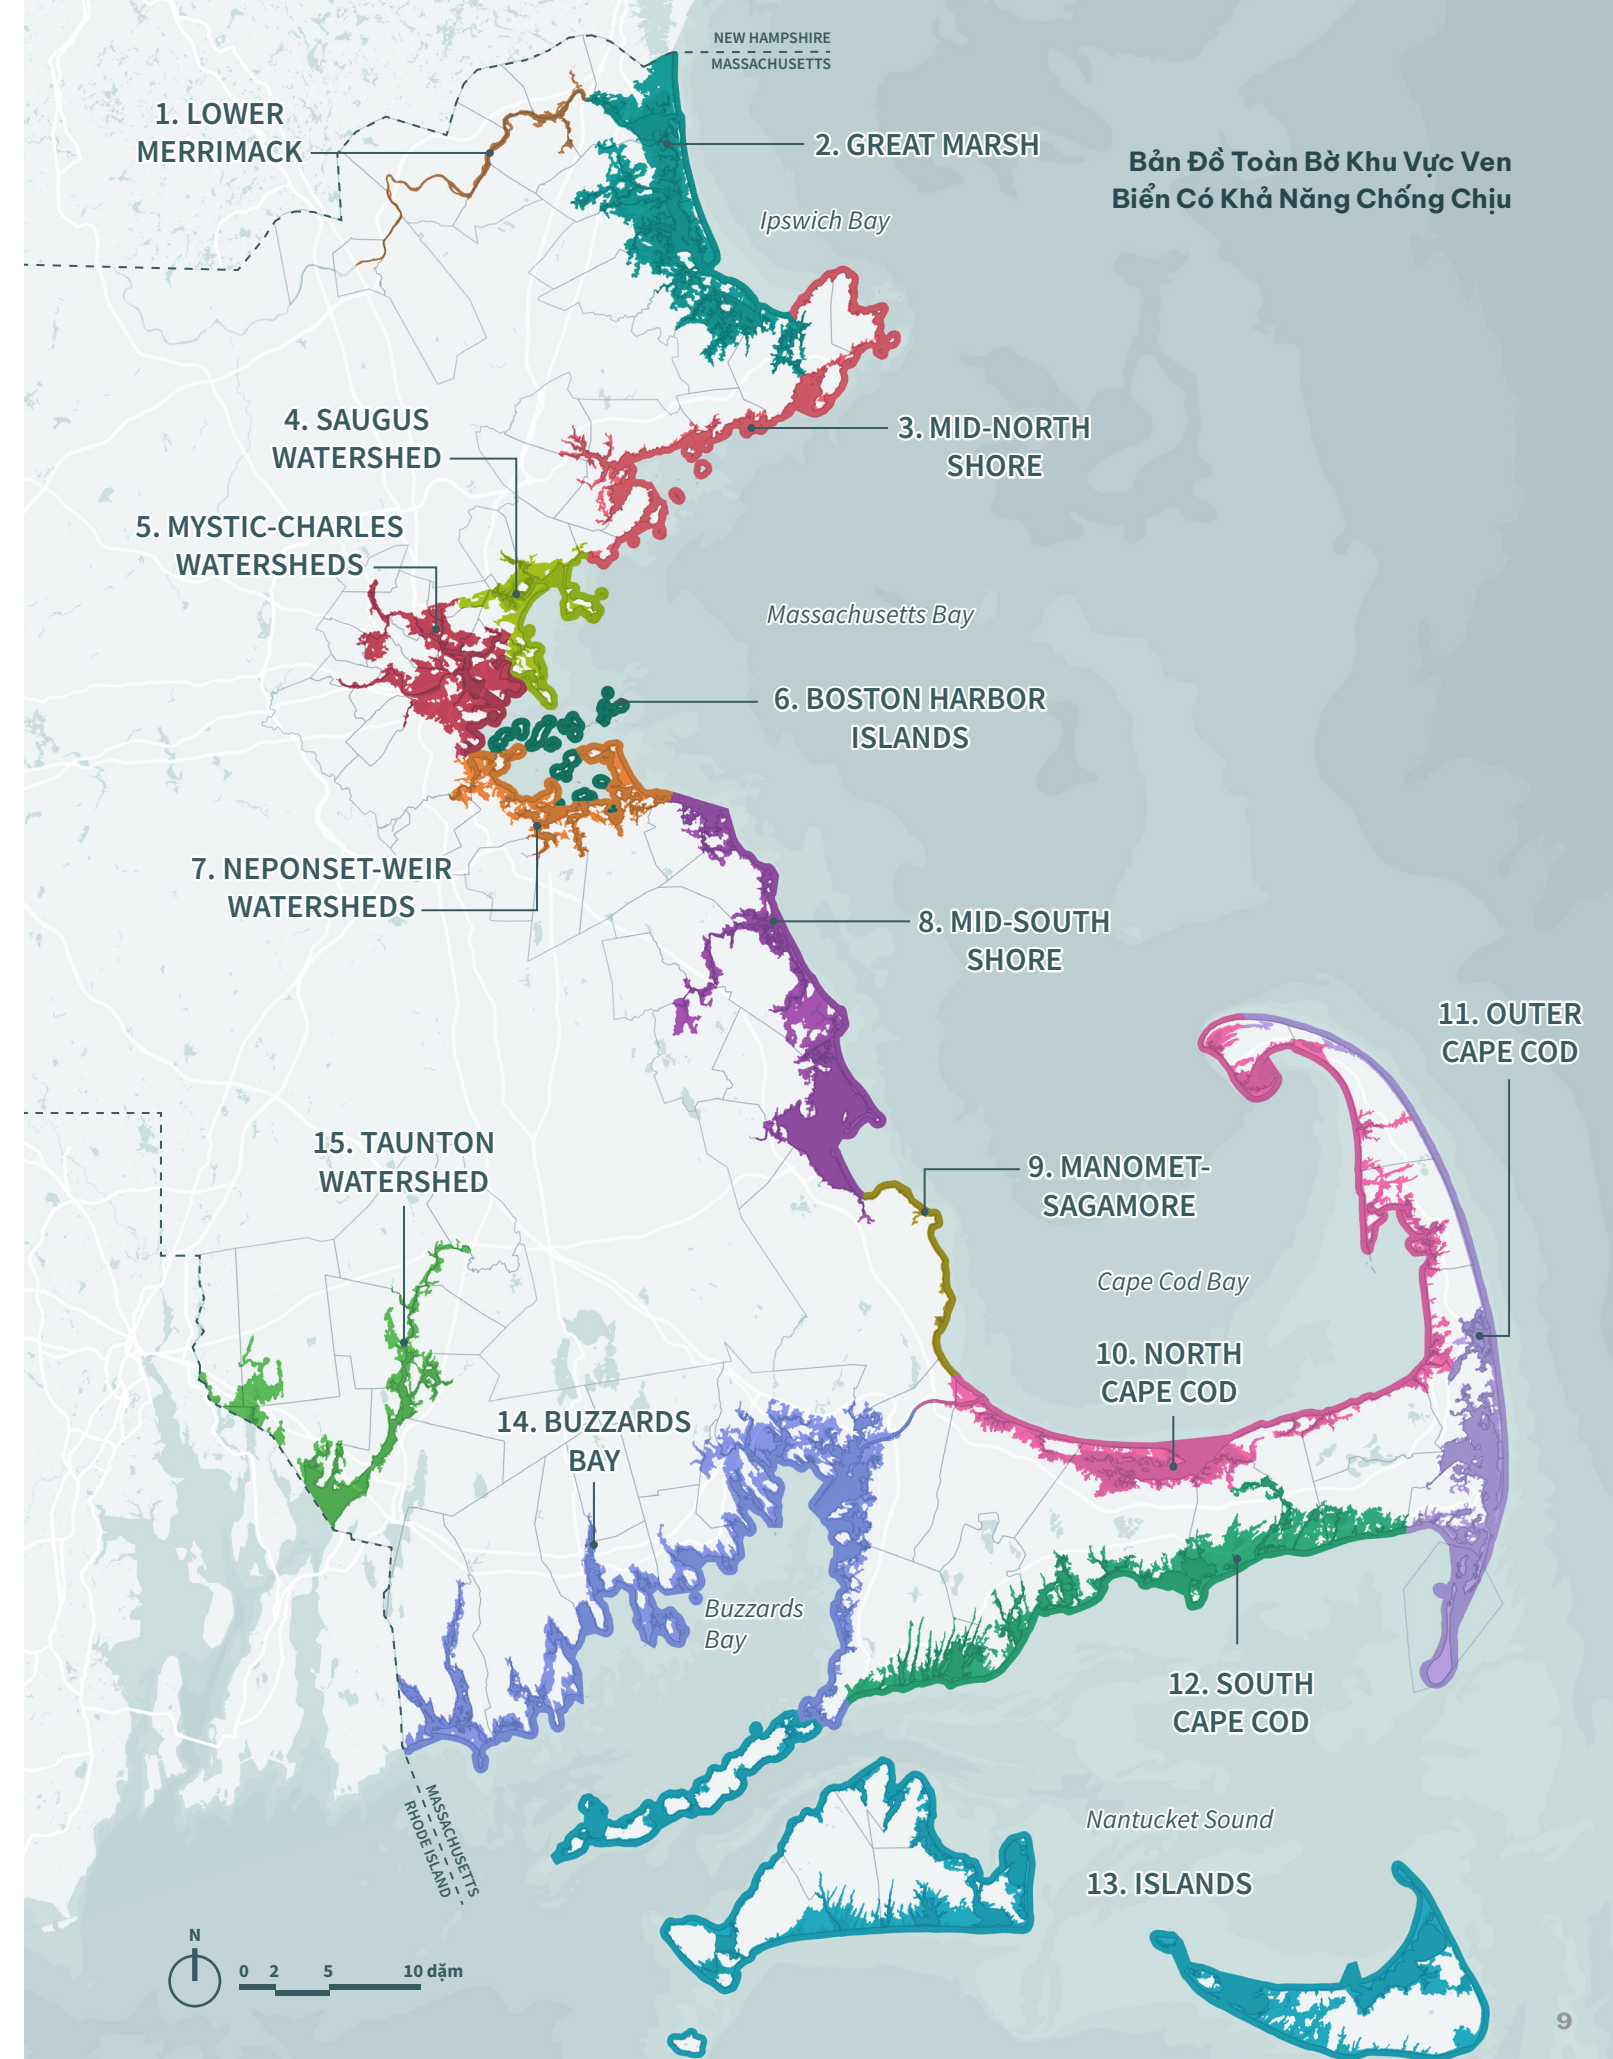 NEW HAMPSHIRE
MASSACHUSETTS
1. LOWER
MERRIMACK
2. GREAT MARSH
Bản Đồ Toàn Bờ Khu Vực Ven
Biển Có Khả Năng Chống Chịu
Ipswich Bay
4. SAUGUS
WATERSHED
3. MID-NORTH
SHORE
5. MYSTIC-CHARLES
WATERSHEDS
Massachusetts Bay
6. BOSTON HARBOR
ISLANDS
7. NEPONSET-WEIR
WATERSHEDS
8. MID-SOUTH
SHORE
11. OUTER
CAPE COD
15. TAUNTON
WATERSHED
9. MANOMET-
SAGAMORE
Cape Cod Bay
10. NORTH
CAPE COD
14. BUZZARDS
BAY
Buzzards
Bay
12. SOUTH
CAPE COD
MASSACHUSETTS
RHODE ISLAND
Nantucket Sound
13. ISLANDS
N
0 2 5 10 dặm
9